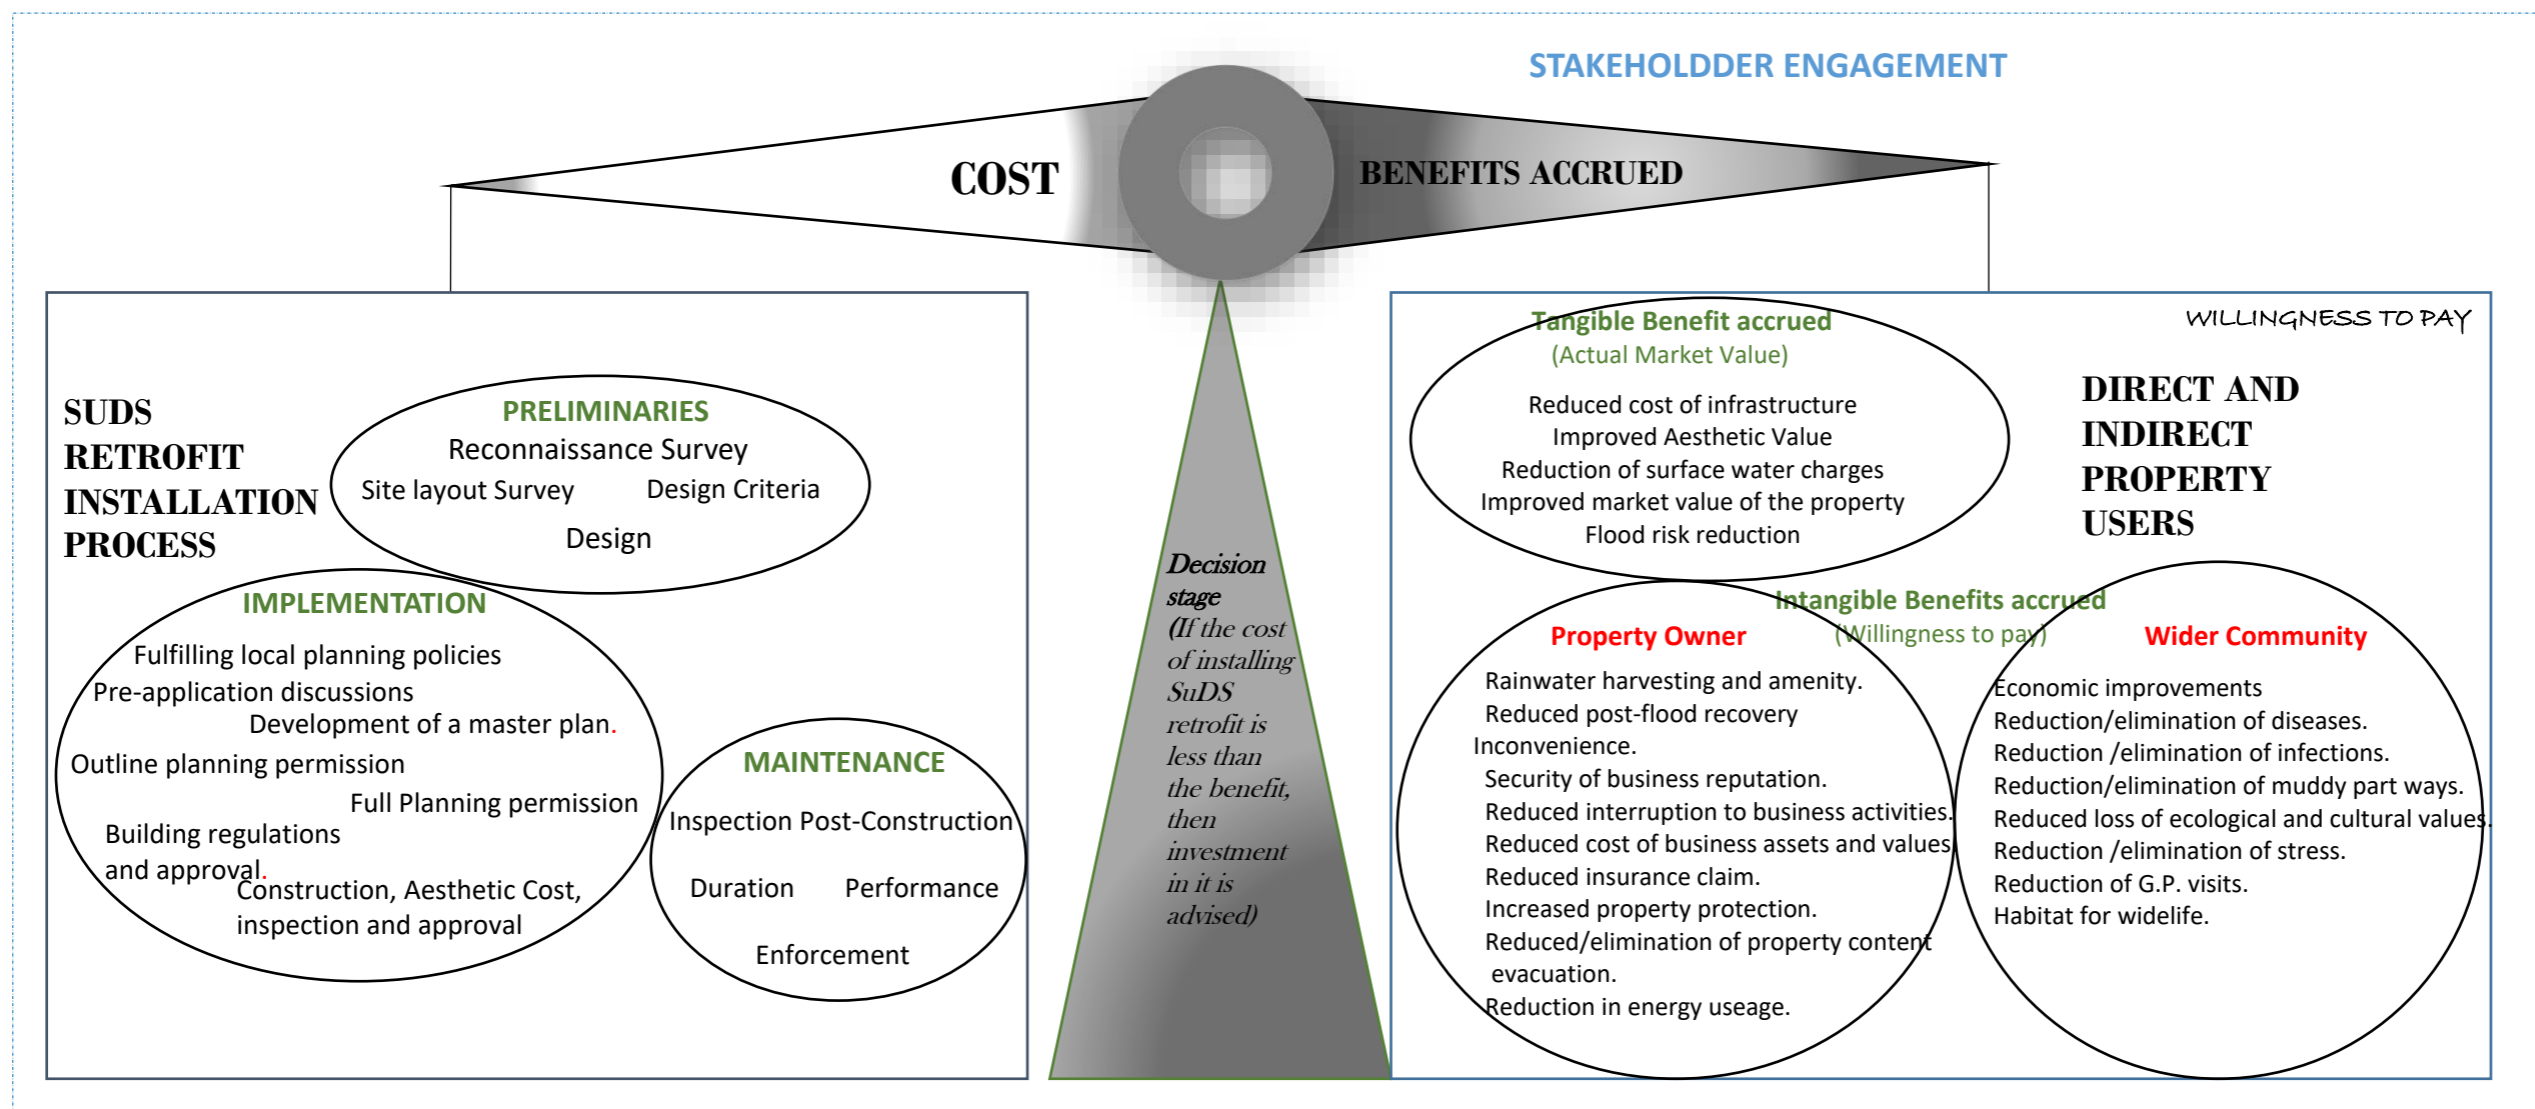 STAKEHOLDDER ENGAGEMENT
COST
BENEFITS ACCRUED
SUDS
RETROFIT
INSTALLATION
PROCESS
PRELIMINARIES
Reconnaissance Survey
Site layout Survey
Design Criteria
Design
IMPLEMENTATION
Fulfilling local planning policies
Pre-application discussions
Development of a master plan.
Outline planning permission
Full Planning permission
Building regulations
and approval.
Construction, Aesthetic Cost,
inspection and approval
MAINTENANCE
Inspection Post-Construction
Duration
Performance
Enforcement
Decision
stage
(If the cost
of installing
SuDS
retrofit is
less than
the benefit,
then
investment
in it is
advised)
WILLINGNESS TO PAY
Tangible Benefit accrued
(Actual Market Value)
Reduced cost of infrastructure
Improved Aesthetic Value
Reduction of surface water charges
Improved market value of the property
Flood risk reduction
DIRECT AND
INDIRECT
PROPERTY
USERS
Intangible Benefits accrued
(Willingness to pay)
Property Owner
Rainwater harvesting and amenity.
Reduced post-flood recovery
Inconvenience.
Security of business reputation.
Reduced interruption to business activities.
Reduced cost of business assets and values
Reduced insurance claim.
Increased property protection.
Reduced/elimination of property content
evacuation.
Reduction in energy useage.
Wider Community
Economic improvements
Reduction/elimination of diseases.
Reduction /elimination of infections.
Reduction/elimination of muddy part ways.
Reduced loss of ecological and cultural values.
Reduction /elimination of stress.
Reduction of G.P. visits.
Habitat for widelife.